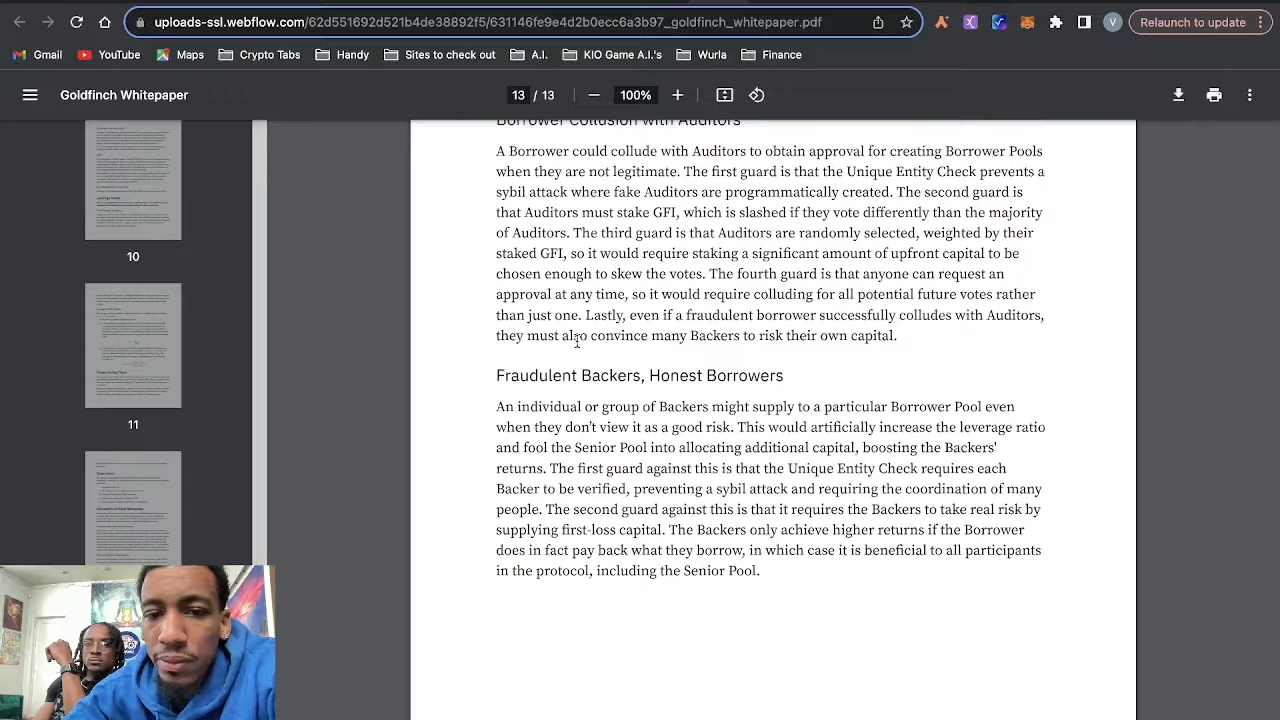 uploads-ssl.webflow.com/62d551692d521b4de38892f5/631146fe9e4d2b0ecc6a3b97_goldfinch_whitepaper.pdf
V
Relaunch to update
Gmail
YouTube
Maps
Crypto Tabs
Handy
Sites to check out
A.I.
KIO Game A.I.'s
Wurla
Finance
Goldfinch Whitepaper
13 / 13
100%
10
11
Borrower Collusion with Auditors
A Borrower could collude with Auditors to obtain approval for creating Borrower Pools
when they are not legitimate. The first guard is that the Unique Entity Check prevents a
sybil attack where fake Auditors are programmatically created. The second guard is
that Auditors must stake GFI, which is slashed if they vote differently than the majority
of Auditors. The third guard is that Auditors are randomly selected, weighted by their
staked GFI, so it would require staking a significant amount of upfront capital to be
chosen enough to skew the votes. The fourth guard is that anyone can request an
approval at any time, so it would require colluding for all potential future votes rather
than just one. Lastly, even if a fraudulent borrower successfully colludes with Auditors,
they must also convince many Backers to risk their own capital.
Fraudulent Backers, Honest Borrowers
An individual or group of Backers might supply to a particular Borrower Pool even
when they don't view it as a good risk. This would artificially increase the leverage ratio
and fool the Senior Pool into allocating additional capital, boosting the Backers'
returns. The first guard against this is that the Unique Entity Check requires each
Backer to be verified, preventing a sybil attack and requiring the coordination of many
people. The second guard against this is that it requires the Backers to take real risk by
supplying first-loss capital. The Backers only achieve higher returns if the Borrower
does in fact pay back what they borrow, in which case it is beneficial to all participants
in the protocol, including the Senior Pool.